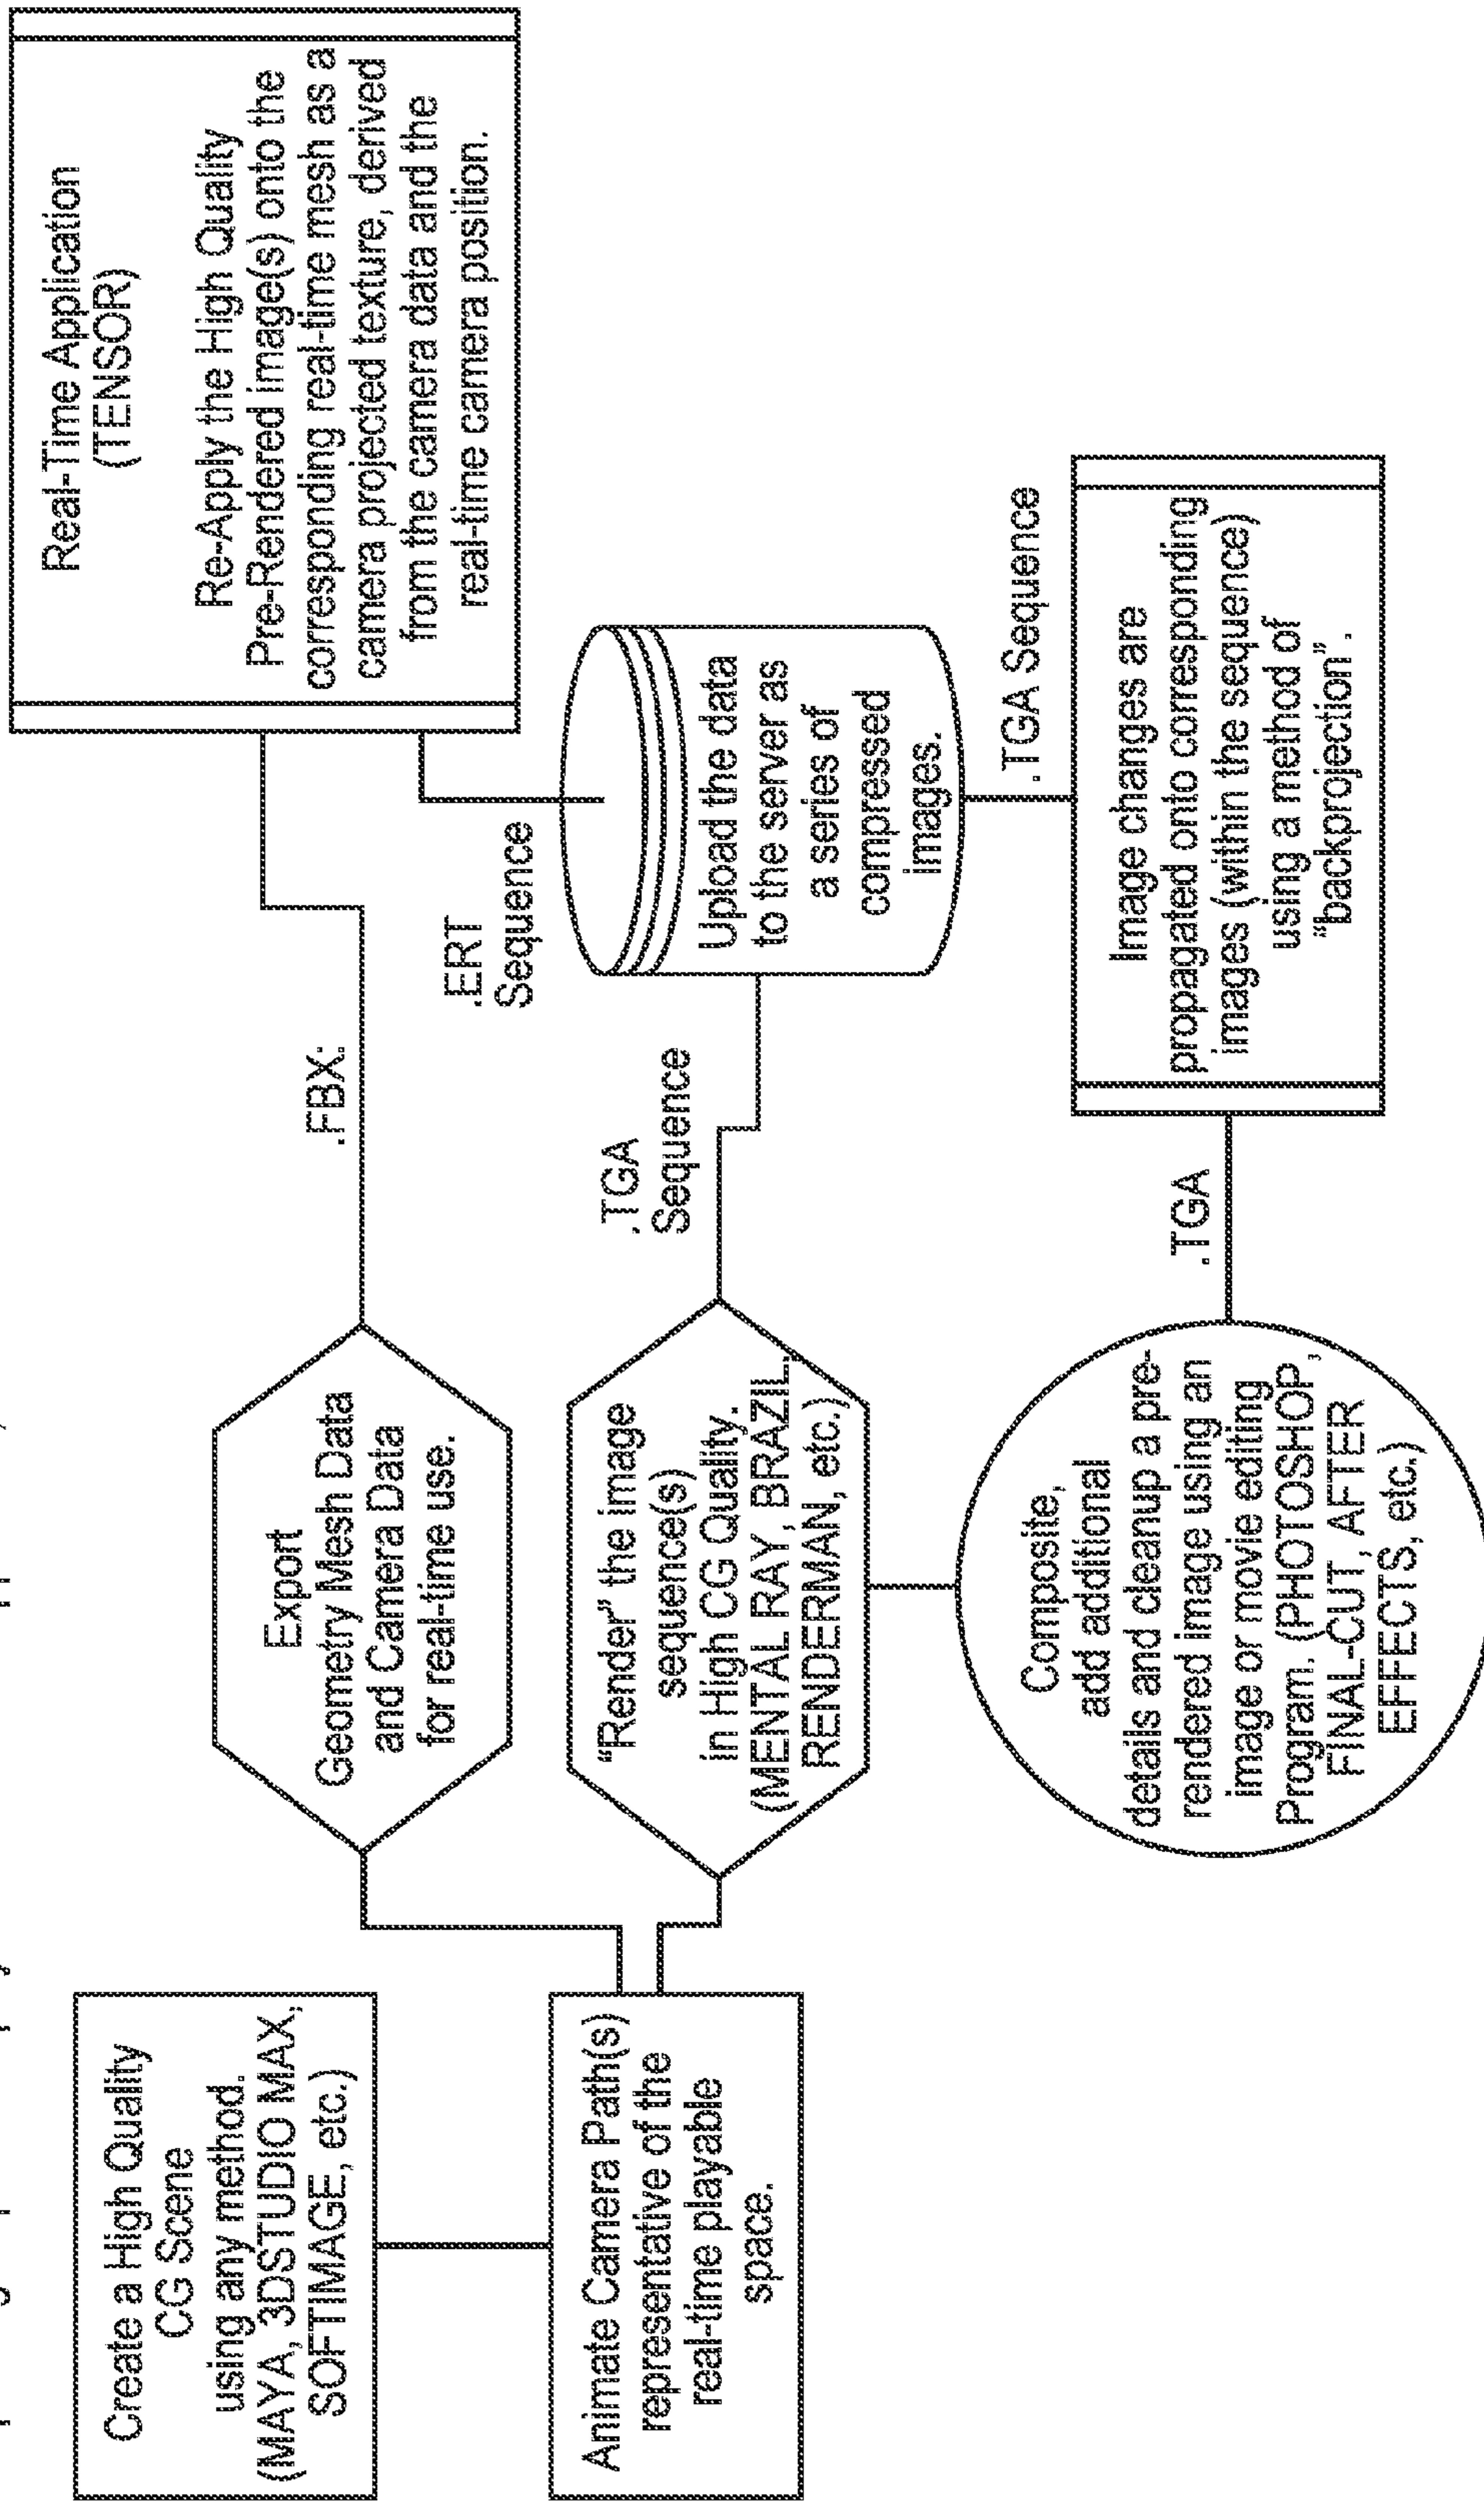 Create a High Quality
CG Scene
using any method.
(MAYA, 3DSTUDIO MAX,
SOFTIMAGE, etc.)
Animate Camera Path(s)
representative of the
real-time playable
space.
Export
Geometry Mesh Data
and Camera Data
for real-time use.
.FBX:
"Render" the image
sequence(s)
in High CG Quality.
(MENTAL RAY, BRAZIL,
RENDERMAN, etc.)
.TGA
Sequence
Composite,
add additional
details and cleanup a pre-
rendered image using an
image or movie editing
Program. (PHOTOSHOP,
FINAL-CUT, AFTER
EFFECTS, etc.)
.TGA
Image changes are
propagated onto corresponding
images (within the sequence)
using a method of
"backprojection".
.TGA Sequence
Upload the data
to the server as
a series of
compressed
images.
.ERT
Sequence
Real-Time Application
(TENSOR)
Re-Apply the High Quality
Pre-Rendered image(s) onto the
corresponding real-time mesh as a
camera projected texture, derived
from the camera data and the
real-time camera position.